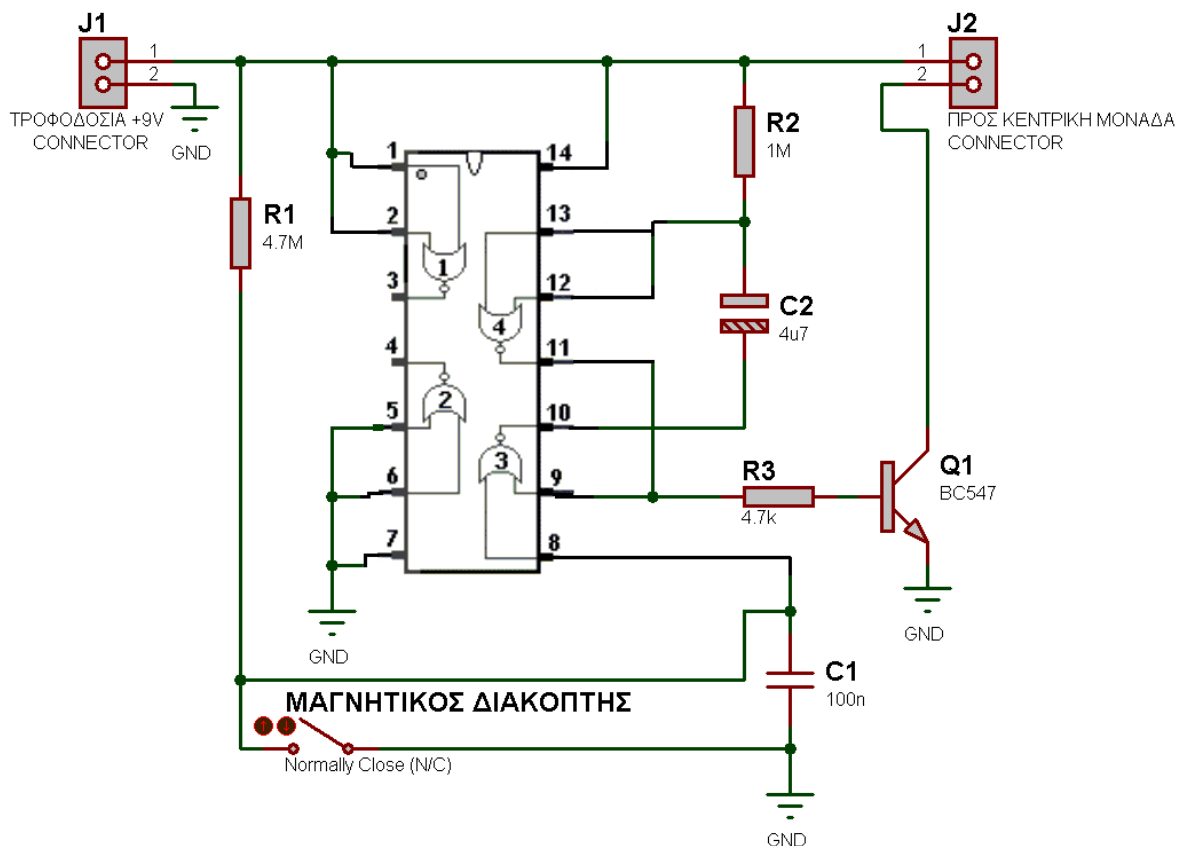 J1
1
2
ΤΡΟΦΟΔΟΣΙΑ +9V
CONNECTOR
GND
J2
1
2
ΠΡΟΣ ΚΕΝΤΡΙΚΗ ΜΟΝΑΔΑ
CONNECTOR
R1
4.7M
R2
1M
1
2
3
4
5
6
7
14
13
12
11
10
9
8
1
2
3
4
C2
4u7
R3
4.7k
Q1
BC547
GND
GND
C1
100n
ΜΑΓΝΗΤΙΚΟΣ ΔΙΑΚΟΠΤΗΣ
Normally Close (N/C)
GND